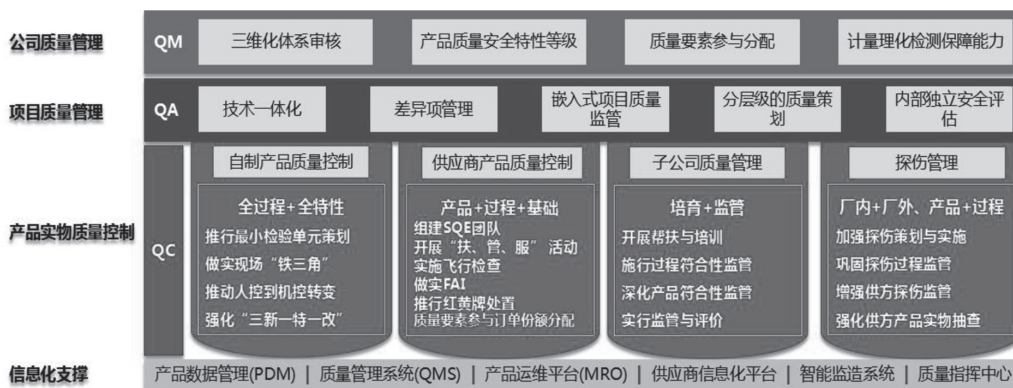 公司质量管理
QM
三维化体系审核
产品质量安全特性等级
质量要素参与分配
计量理化检测保障能力
项目质量管理
QA
技术一体化
差异项管理
嵌入式项目质量
监管
分层级的质量策
划
内部独立安全评
估
产品实物质量控制
QC
自制产品质量控制
全过程+全特性
推行最小检验单元策划
做实现场“铁三角”
推动人控到机控转变
强化“三新一特一改”
供应商产品质量控制
产品+过程+基础
组建SQE团队
开展“扶、管、服”活动
实施飞行检查
做实FAI
推行红黄牌处置
质量要素参与订单份额分配
子公司质量管理
培育+监管
开展帮扶与培训
施行过程符合性监管
深化产品符合性监管
实行监管与评价
探伤管理
厂内+厂外、产品+过程
加强探伤策划与实施
巩固探伤过程监管
增强供方探伤监管
强化供方产品实物抽查
信息化支撑
产品数据管理(PDM) | 质量管理系统(QMS) | 产品运维平台(MRO) | 供应商信息化平台 | 智能监造系统 | 质量指挥中心